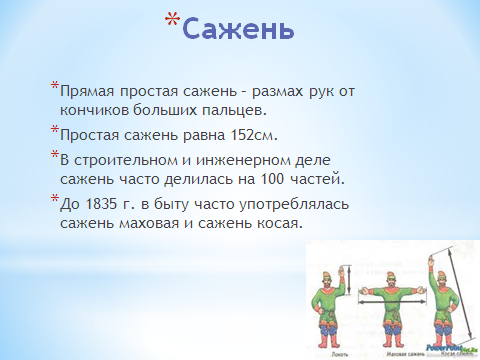 *Сажень
*Прямая простая сажень – размах рук от
кончиков больших пальцев.
*Простая сажень равна 152см.
*В строительном и инженерном деле
сажень часто делилась на 100 частей.
*До 1835 г. в быту часто употреблялась
сажень маховая и сажень косая.
Локоть
Маховая сажень
Косая сажень
PowerPoint